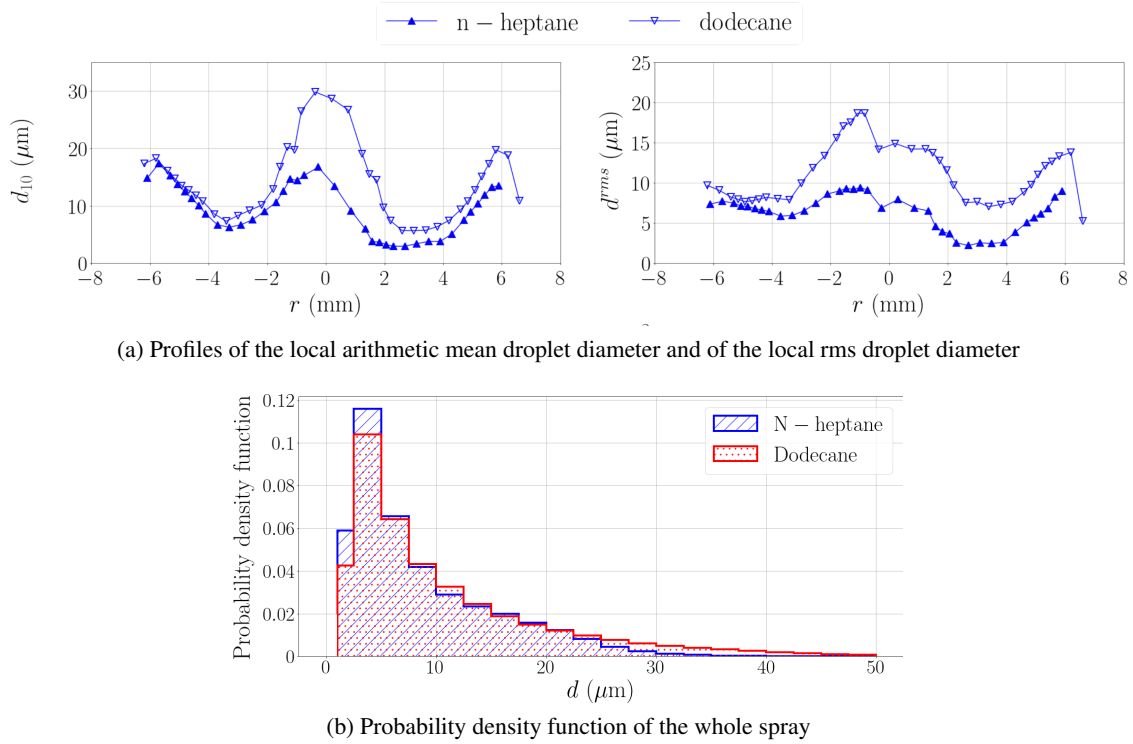 n − heptane
dodecane
d10 (μm)
30
20
10
0
−8 −6 −4 −2 0 2 4 6 8
r (mm)
d^rms (μm)
25
20
15
10
5
0
−8 −6 −4 −2 0 2 4 6 8
r (mm)
(a) Profiles of the local arithmetic mean droplet diameter and of the local rms droplet diameter
Probability density function
0.12
0.1
0.08
0.06
0.04
0.02
0
N − heptane
Dodecane
0 10 20 30 40 50
d (μm)
(b) Probability density function of the whole spray